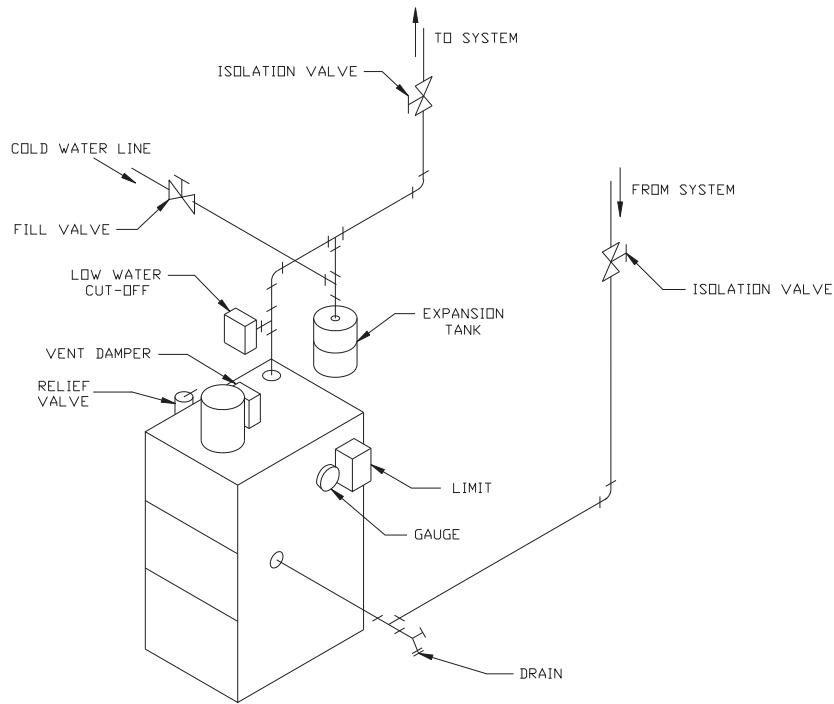 TO SYSTEM
ISOLATION VALVE
COLD WATER LINE
FROM SYSTEM
FILL VALVE
LOW WATER
CUT-OFF
ISOLATION VALVE
EXPANSION
TANK
VENT DAMPER
RELIEF
VALVE
LIMIT
GAUGE
DRAIN